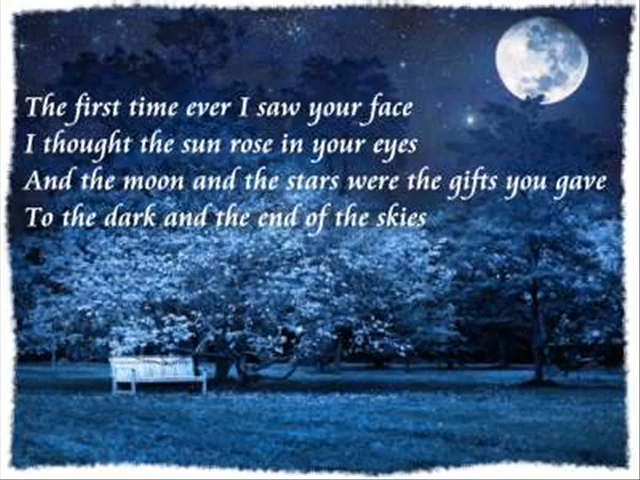 The first time ever I saw your face
I thought the sun rose in your eyes
And the moon and the stars were the gifts you gave
To the dark and the end of the skies